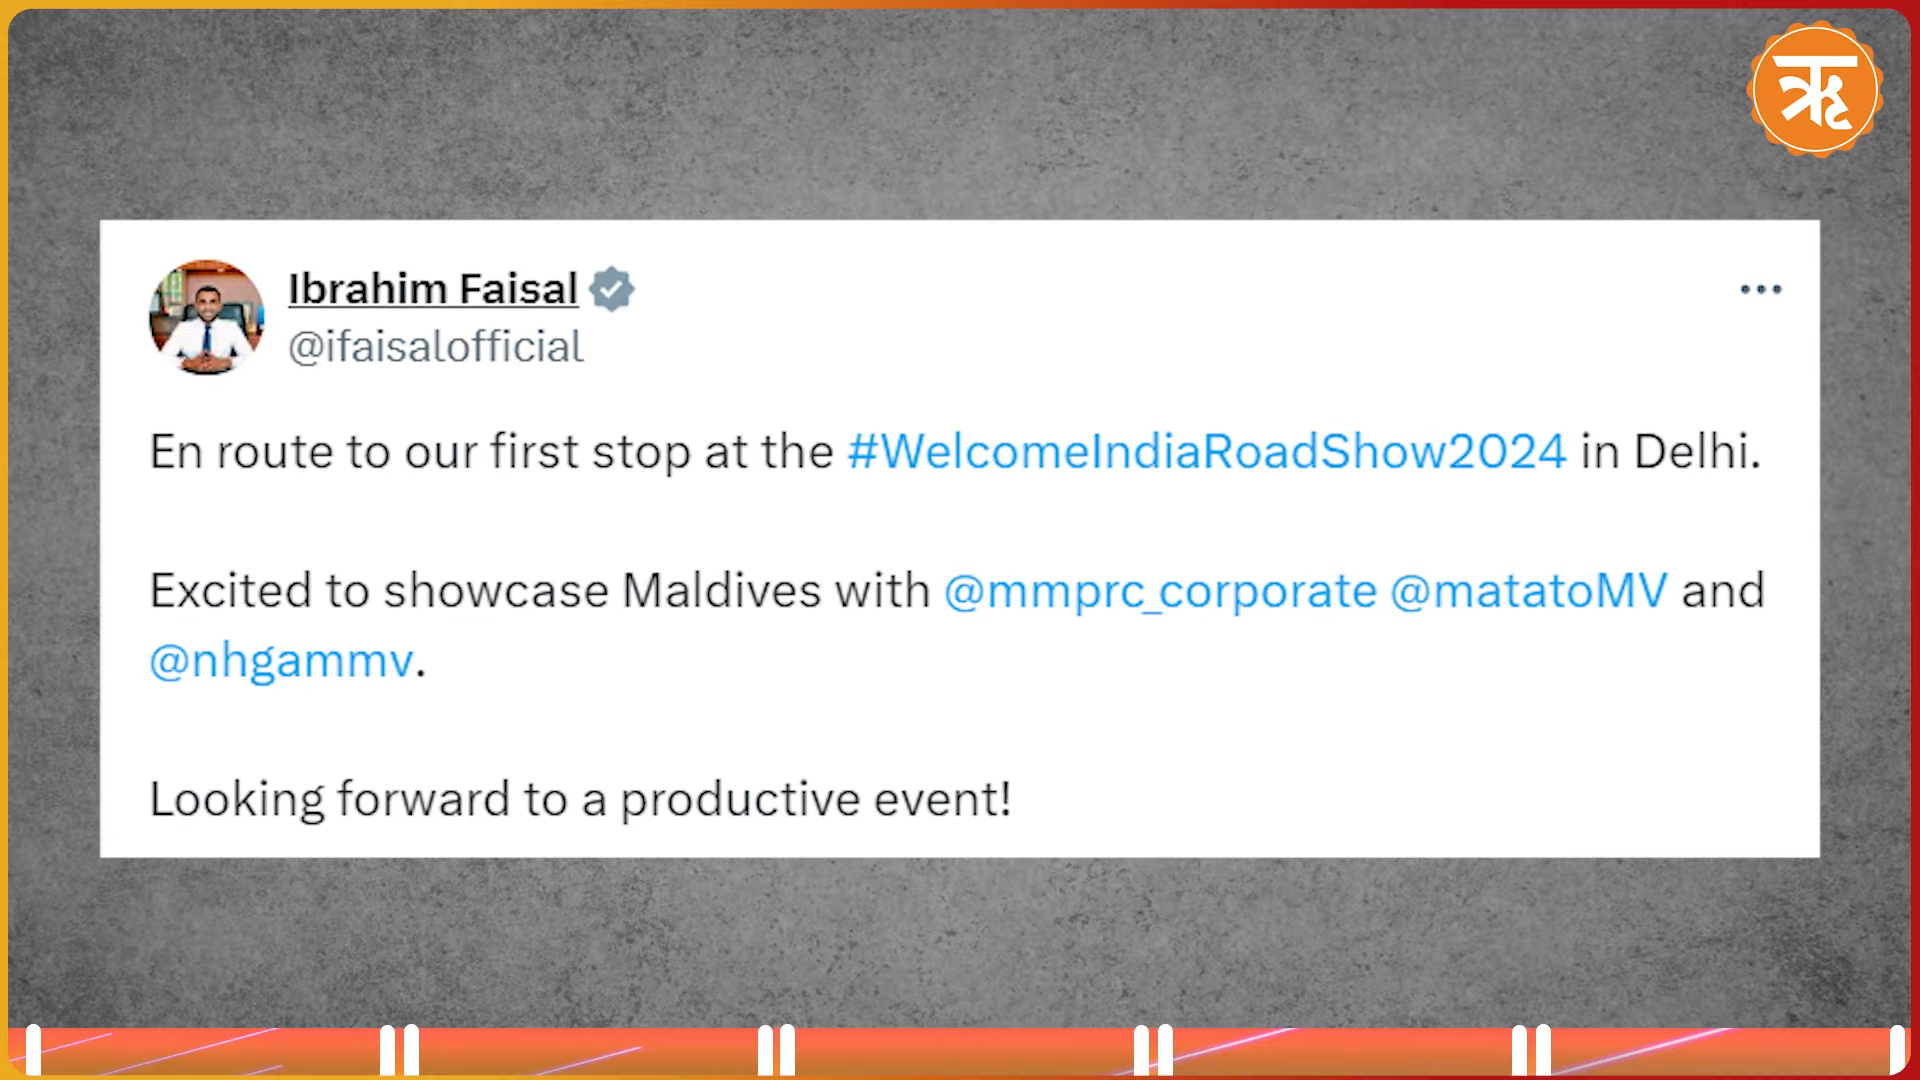 ऋ
Ibrahim Faisal
@ifaisalofficial
En route to our first stop at the #WelcomeIndiaRoadShow2024 in Delhi.
Excited to showcase Maldives with @mmprc_corporate @matatoMV and
@nhgammv.
Looking forward to a productive event!